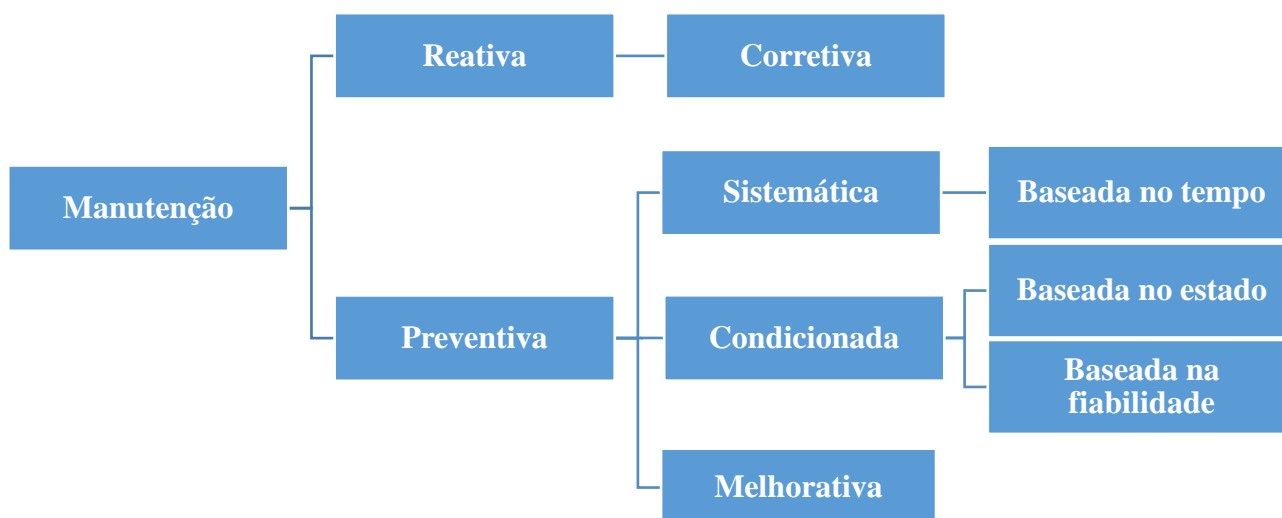 Reativa
Corretiva
Manutenção
Sistemática
Baseada no tempo
Preventiva
Condicionada
Baseada no estado
Baseada na
fiabilidade
Melhorativa